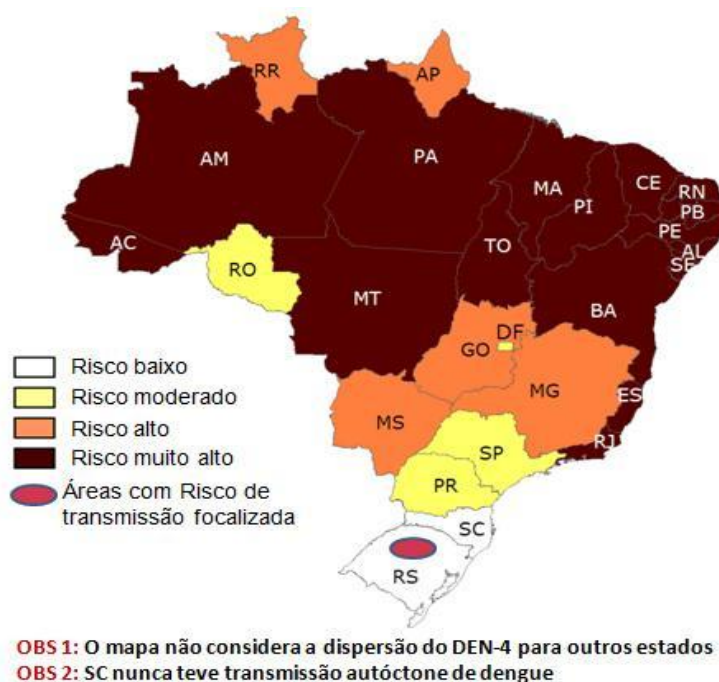 RR
AP
AM
PA
MA
CE
RN
PB
PI
PE
AL
SE
AC
TO
RO
MT
BA
DF
GO
MG
ES
MS
RJ
SP
PR
SC
RS
Risco baixo
Risco moderado
Risco alto
Risco muito alto
Áreas com Risco de
transmissão focalizada
OBS 1: O mapa não considera a dispersão do DEN-4 para outros estados
OBS 2: SC nunca teve transmissão autóctone de dengue